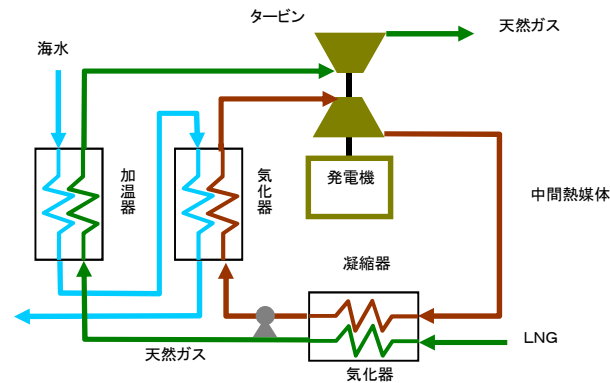 タービン
天然ガス
海水
加温器
気化器
発電機
中間熱媒体
凝縮器
LNG
天然ガス
気化器